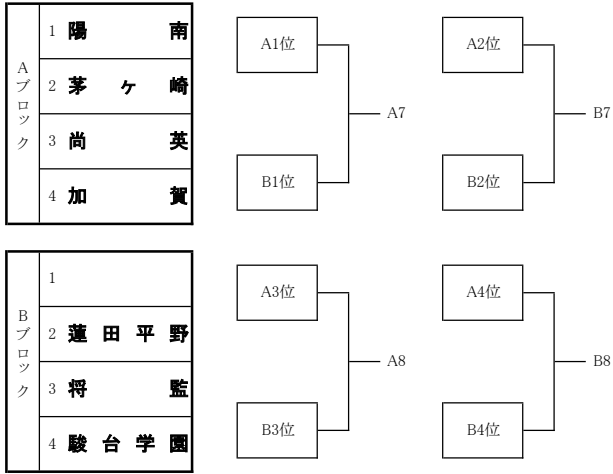 Aブロック
1 陽南
2 茅ヶ崎
3 尚英
4 加賀
A1位
B1位
A7
A2位
B2位
B7
Bブロック
1
2 蓮田平野
3 将監
4 駿台学園
A3位
B3位
A8
A4位
B4位
B8